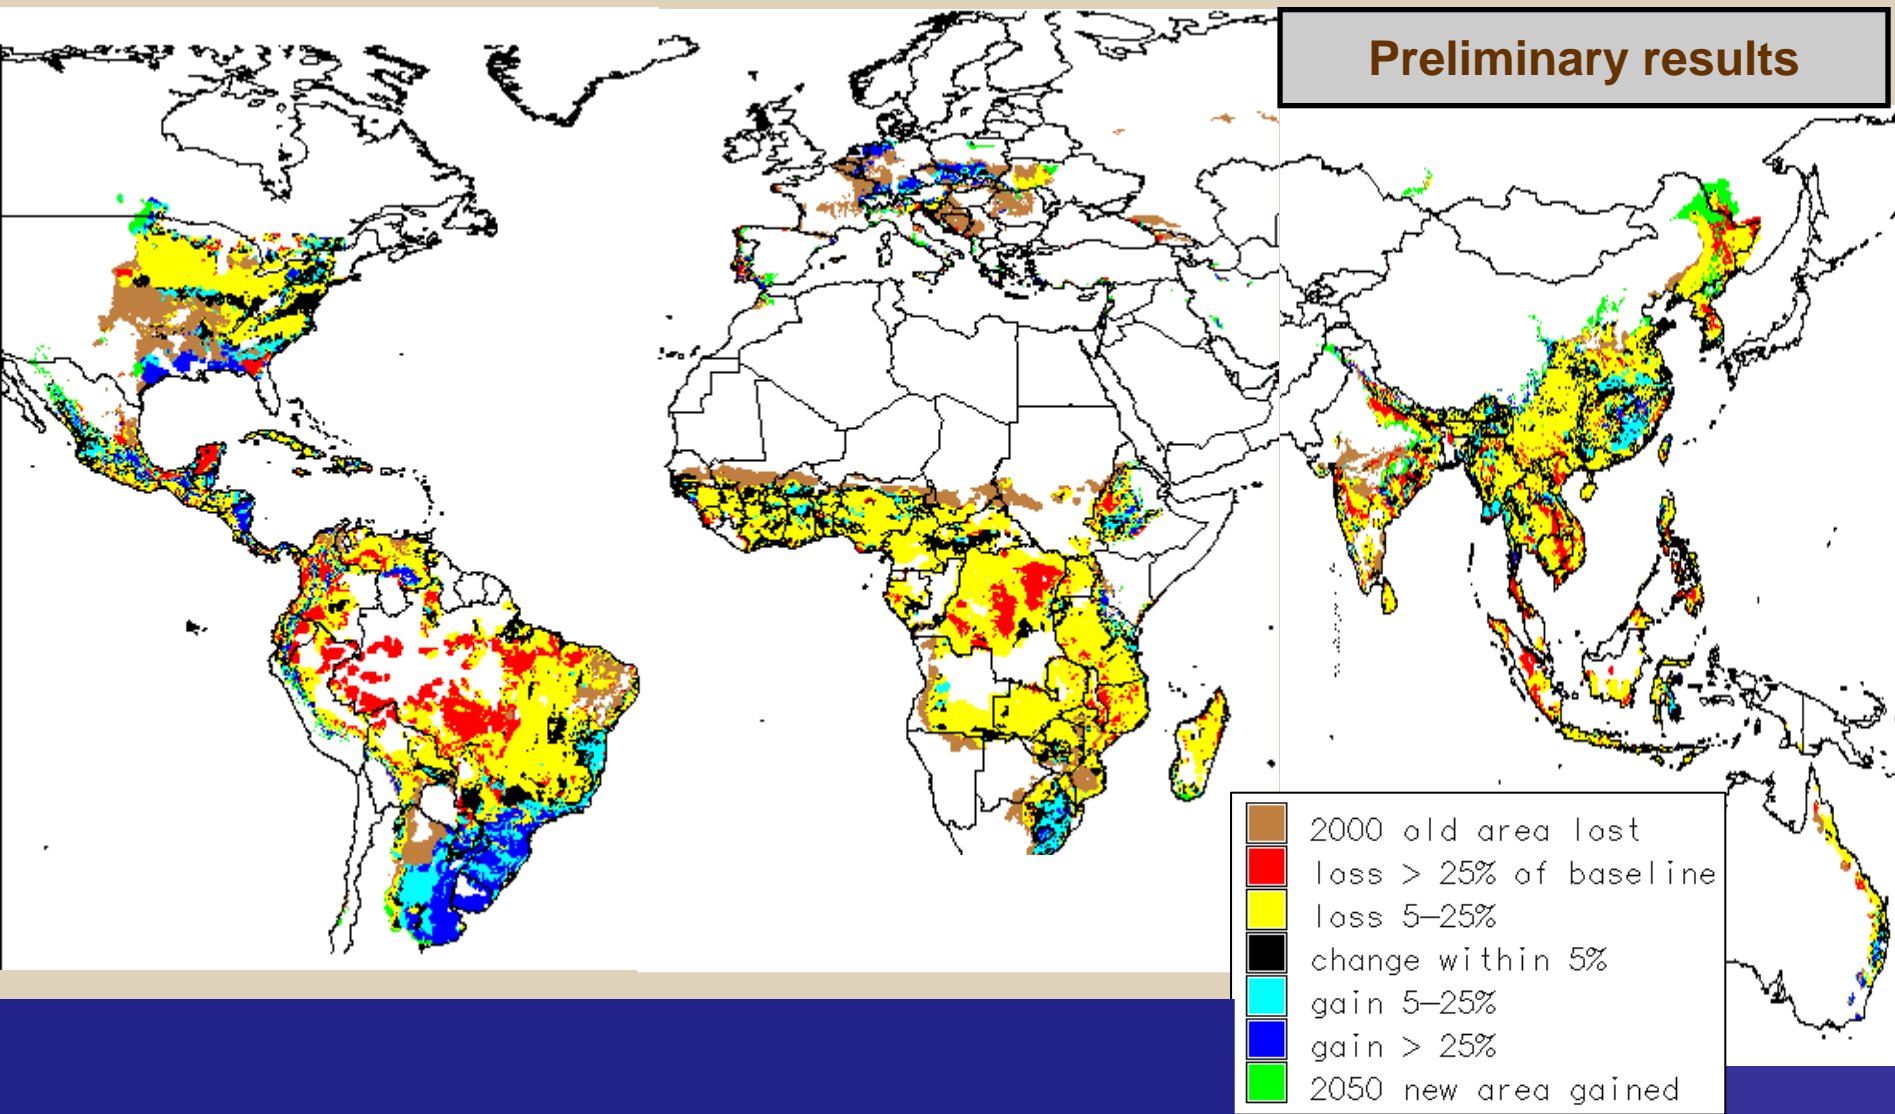 Preliminary results
2000 old area lost
loss > 25% of baseline
loss 5–25%
change within 5%
gain 5–25%
gain > 25%
2050 new area gained